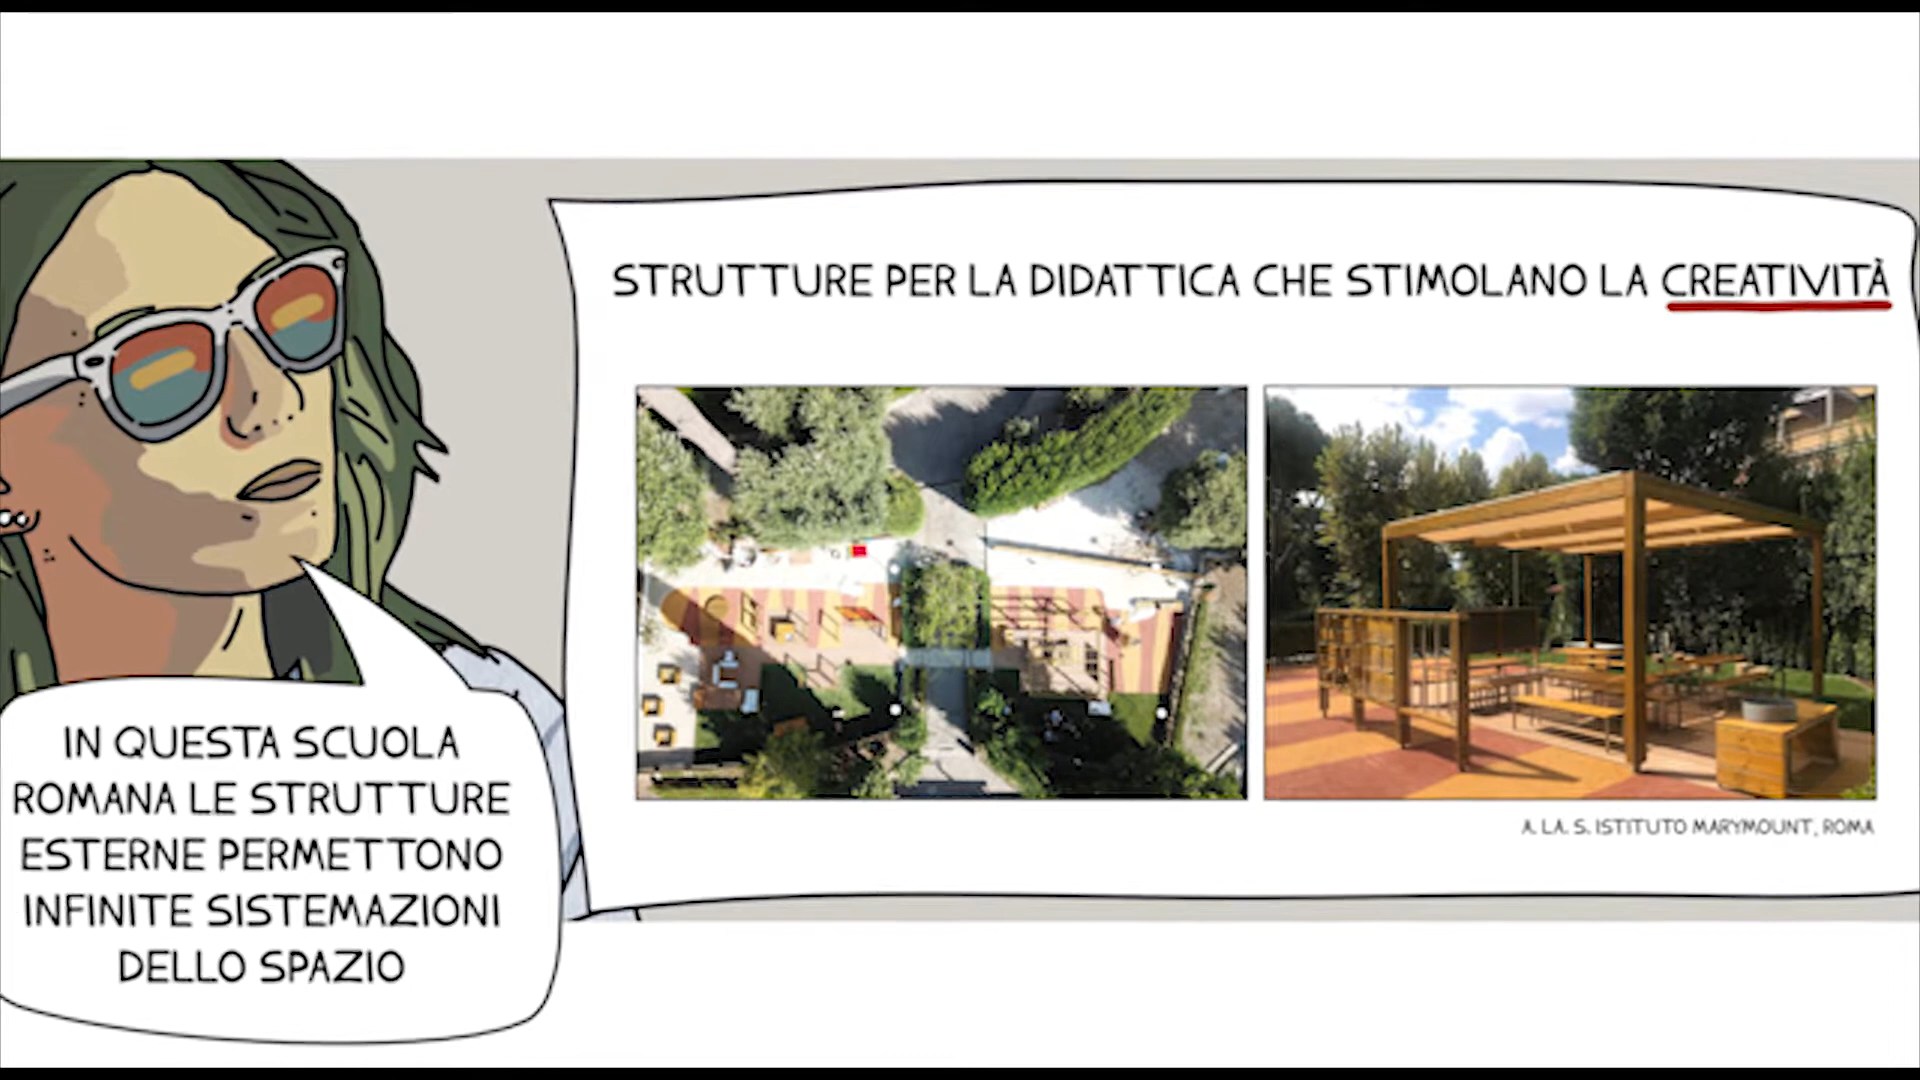 STRUTTURE PER LA DIDATTICA CHE STIMOLANO LA CREATIVITÀ
A. LA. S. ISTITUTO MARYMOUNT, ROMA
IN QUESTA SCUOLA
ROMANA LE STRUTTURE
ESTERNE PERMETTONO
INFINITE SISTEMAZIONI
DELLO SPAZIO